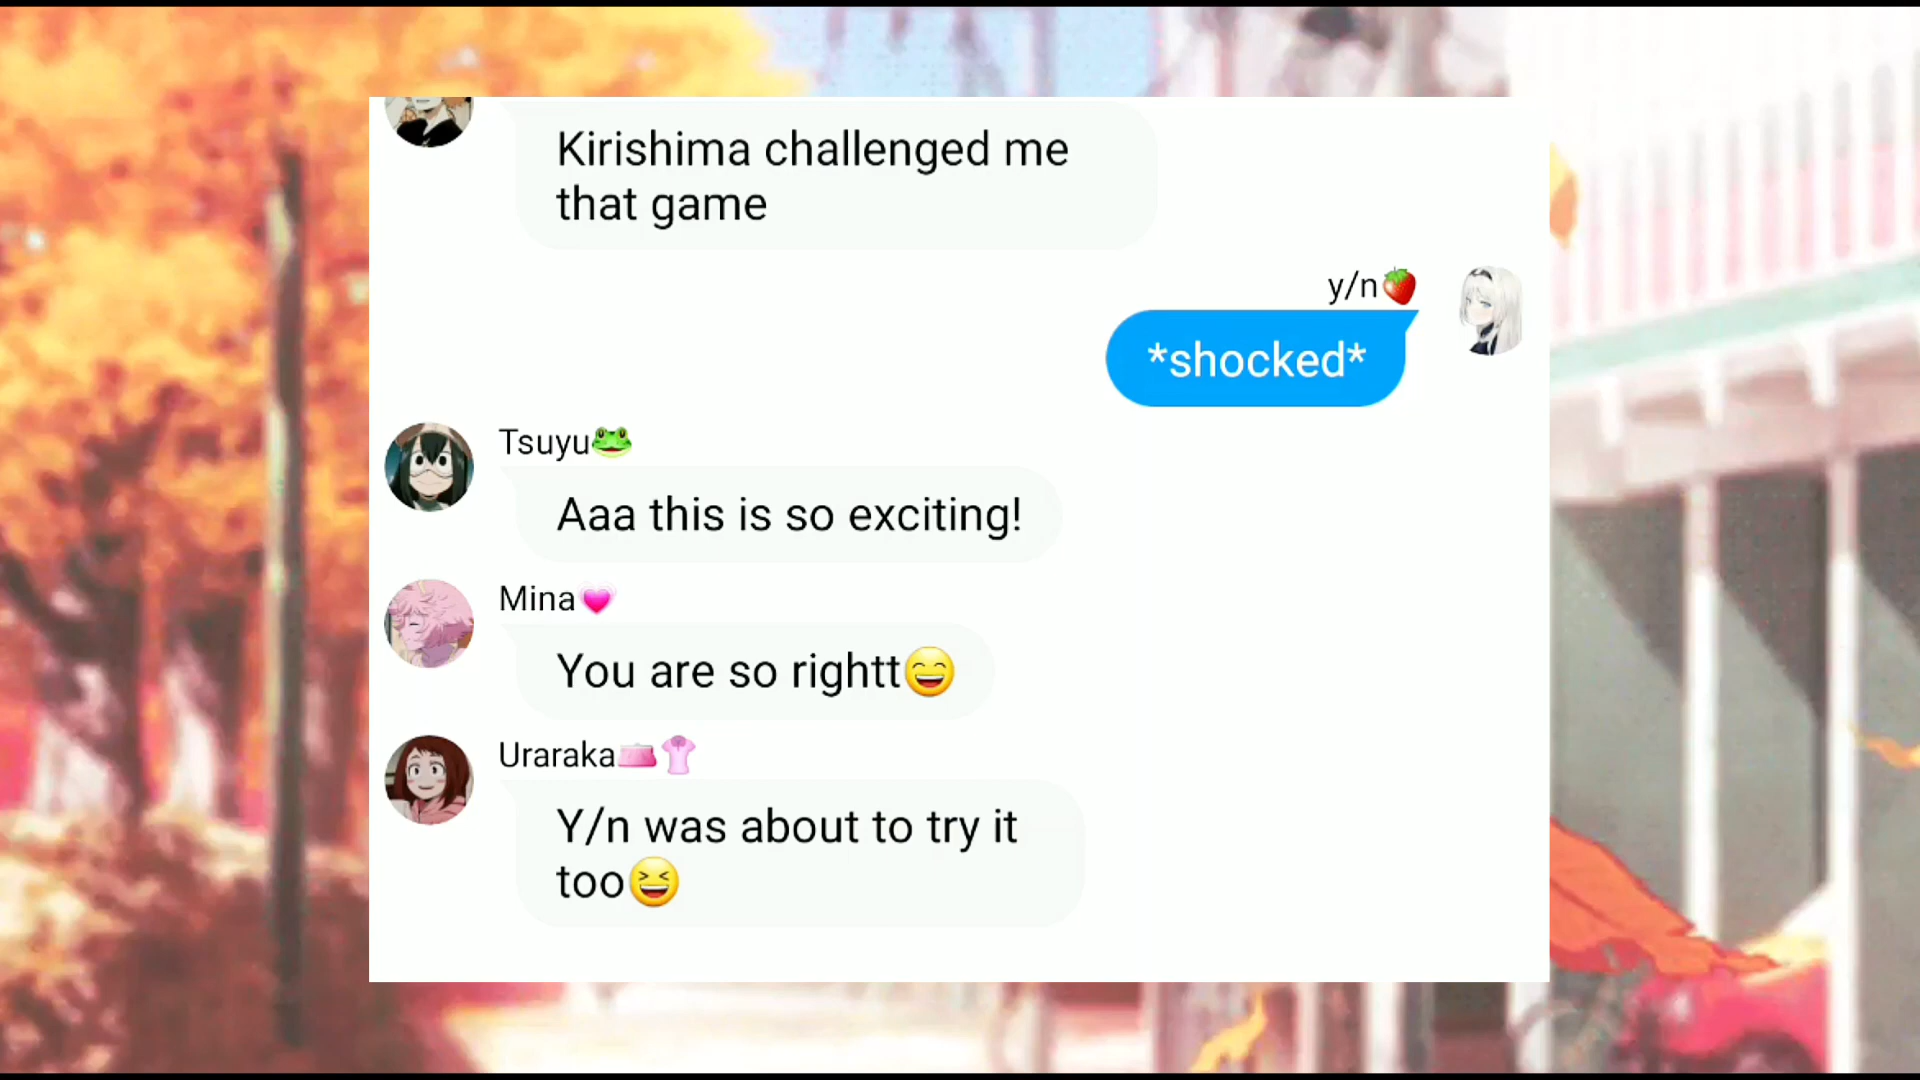 Kirishima challenged me
that game
y/n🍓
*shocked*
Tsuyu🐸
Aaa this is so exciting!
Mina💗
You are so rightt😄
Uraraka👛👚
Y/n was about to try it
too😆